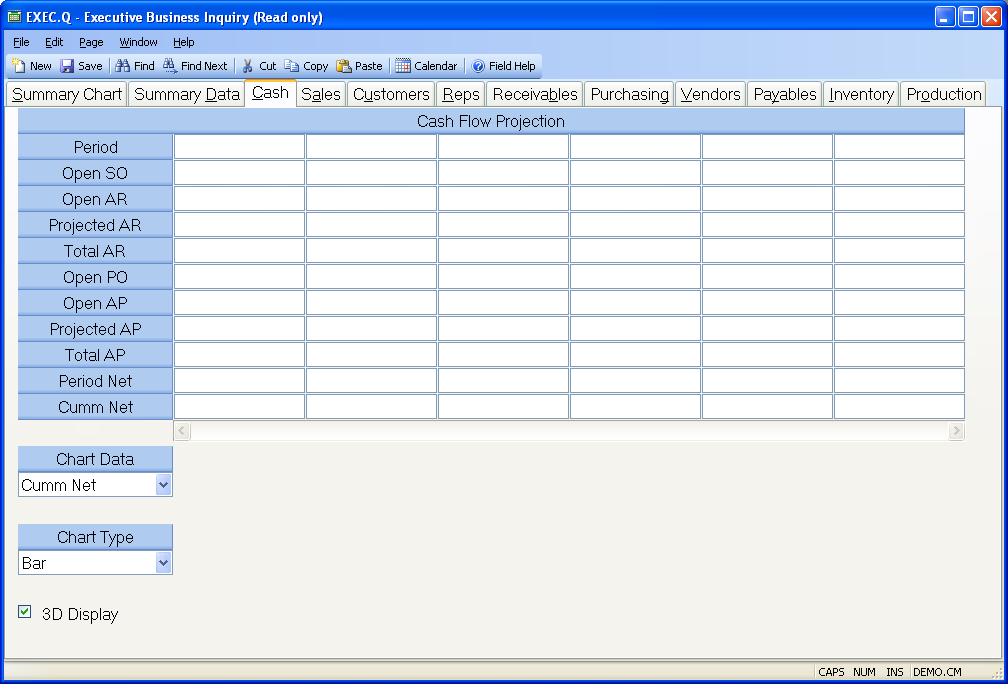 EXEC.Q - Executive Business Inquiry (Read only)
File Edit Page Window Help
New Save Find Find Next Cut Copy Paste Calendar Field Help
Summary Chart Summary Data Cash Sales Customers Reps Receivables Purchasing Vendors Payables Inventory Production
Cash Flow Projection
Period
Open SO
Open AR
Projected AR
Total AR
Open PO
Open AP
Projected AP
Total AP
Period Net
Cumm Net
Chart Data
Cumm Net
Chart Type
Bar
3D Display
CAPS NUM INS DEMO.CM